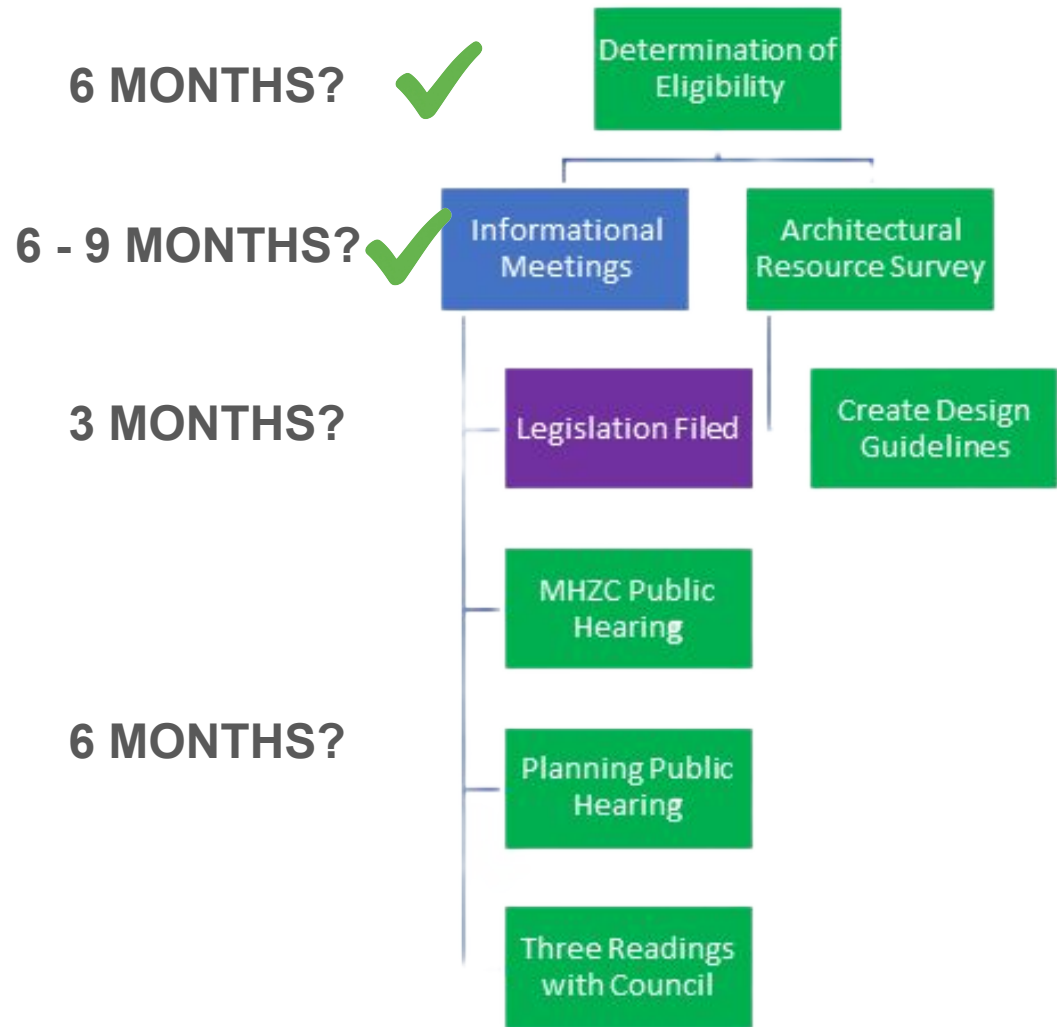 6 MONTHS?
Determination of
Eligibility
6 - 9 MONTHS?
Informational
Meetings
Architectural
Resource Survey
3 MONTHS?
Legislation Filed
Create Design
Guidelines
MHZC Public
Hearing
6 MONTHS?
Planning Public
Hearing
Three Readings
with Council